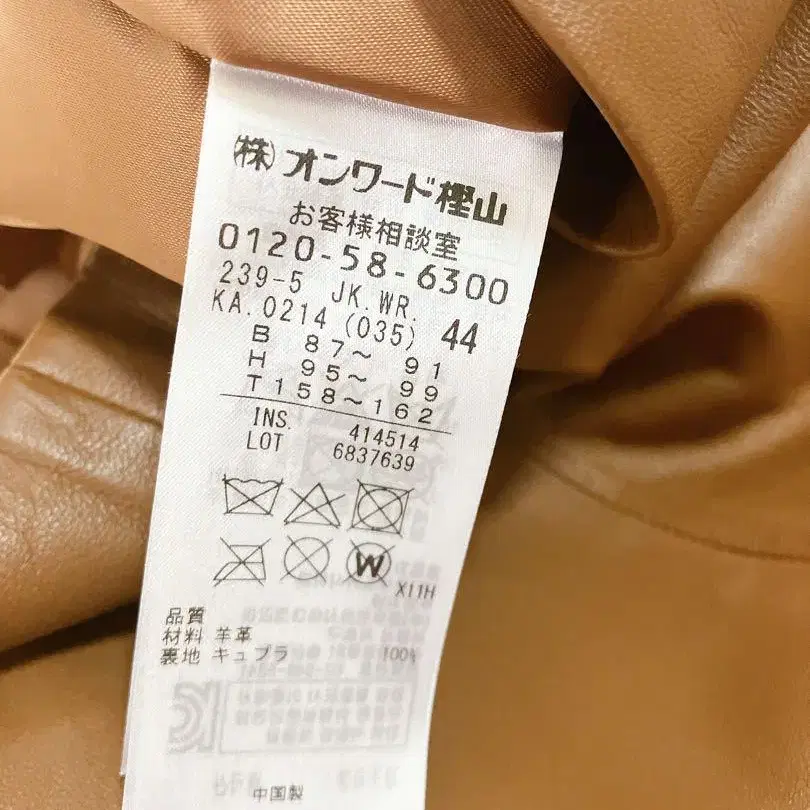 ㈱オンワード樫山
お客様相談室
0120-58-6300
239-5 JK.WR.
KA.0214 (035) 44
B 87〜 91
H 95〜 99
T158〜162
INS. 414514
LOT 6837639
W
X11H
品質
材料 羊革
裏地 キュプラ 100%
中国製